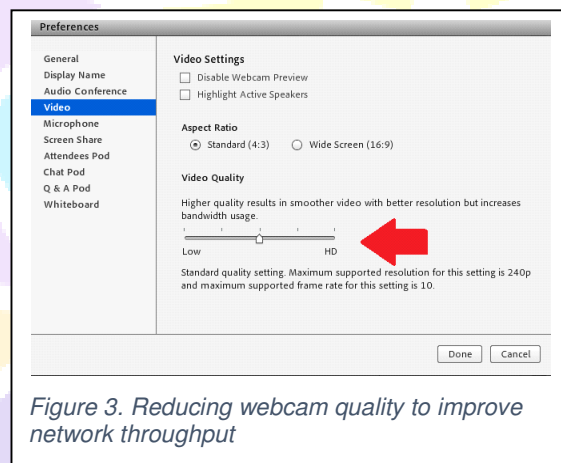 Preferences
General
Display Name
Audio Conference
Video
Microphone
Screen Share
Attendees Pod
Chat Pod
Q & A Pod
Whiteboard
Video Settings
Disable Webcam Preview
Highlight Active Speakers
Aspect Ratio
Standard (4:3) Wide Screen (16:9)
Video Quality
Higher quality results in smoother video with better resolution but increases
bandwidth usage.
Low HD
Standard quality setting. Maximum supported resolution for this setting is 240p
and maximum supported frame rate for this setting is 10.
Done Cancel
Figure 3. Reducing webcam quality to improve
network throughput